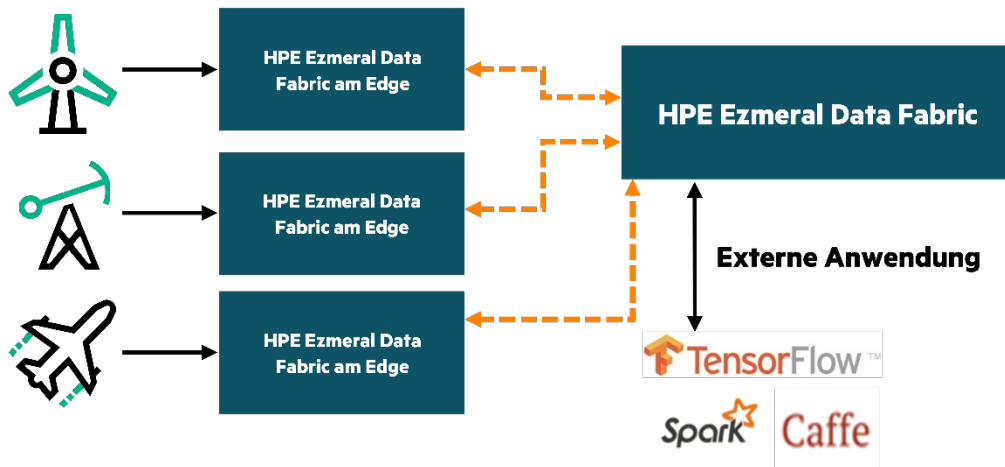 HPE Ezmeral Data
Fabric am Edge
HPE Ezmeral Data Fabric
HPE Ezmeral Data
Fabric am Edge
Externe Anwendung
HPE Ezmeral Data
Fabric am Edge
TensorFlow ™
Spark
Caffe